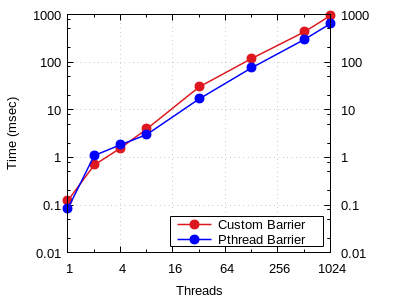 1000 1000
100 100
10 10
Time (msec)
1 1
0.1 0.1
Custom Barrier
Pthread Barrier
0.01 0.01
1 4 16 64 256 1024
Threads